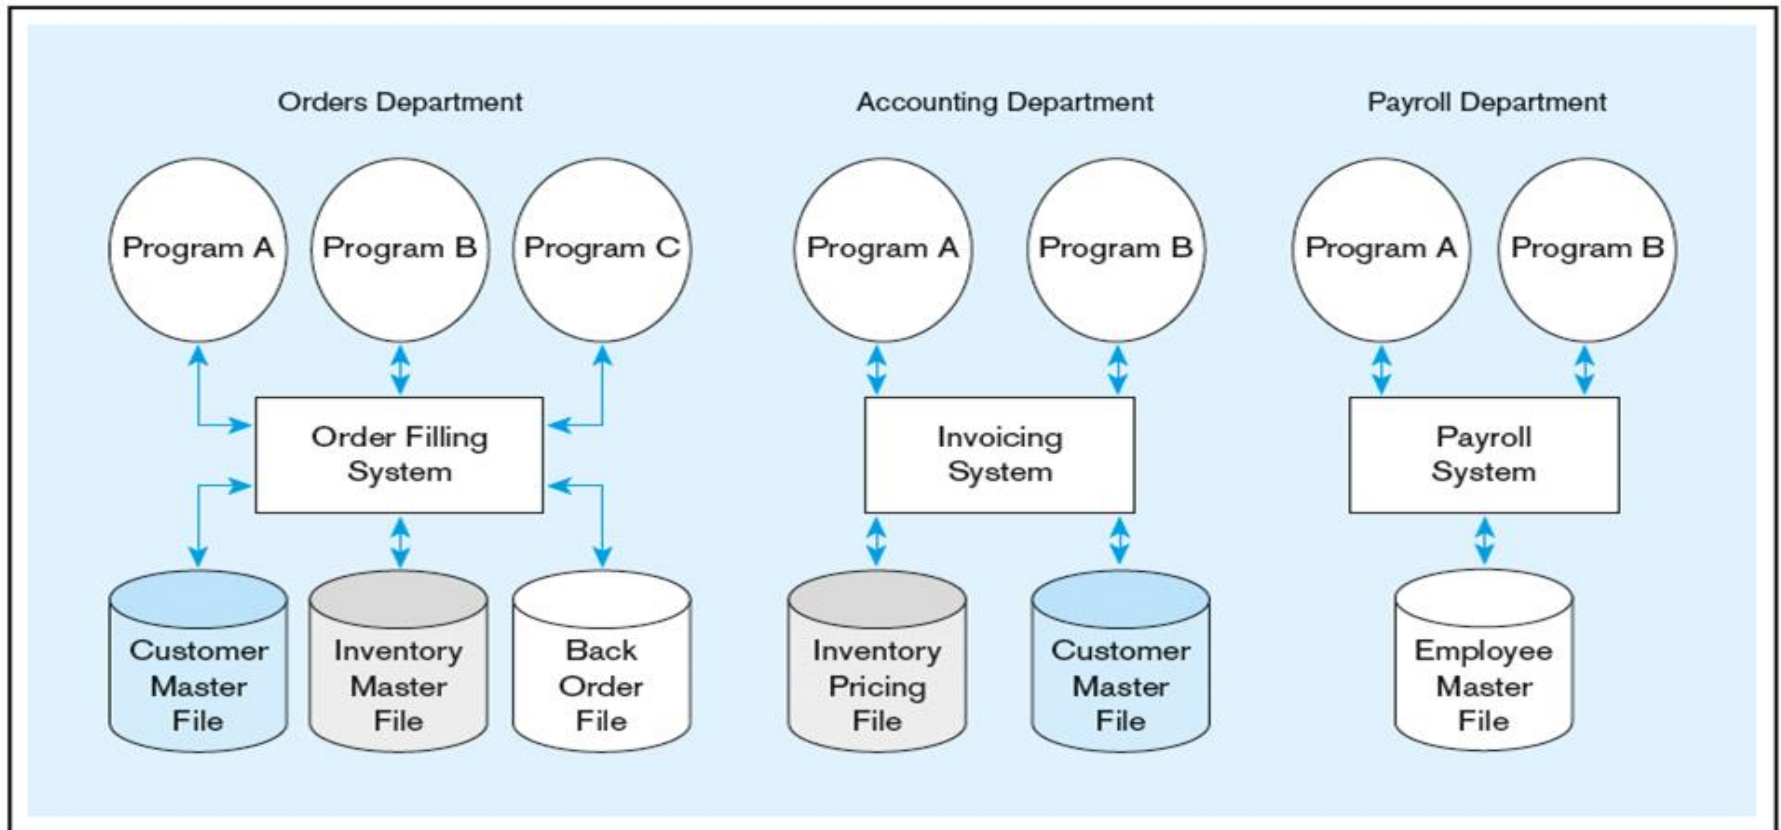 Orders Department
Accounting Department
Payroll Department
Program A
Program B
Program C
Program A
Program B
Program A
Program B
Order Filling
System
Invoicing
System
Payroll
System
Customer
Master
File
Inventory
Master
File
Back
Order
File
Inventory
Pricing
File
Customer
Master
File
Employee
Master
File